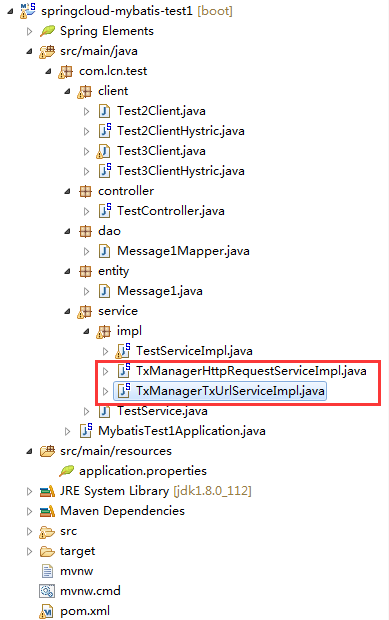 springcloud-mybatis-test1 [boot]
Spring Elements
src/main/java
com.lcn.test
client
Test2Client.java
Test2ClientHystric.java
Test3Client.java
Test3ClientHystric.java
controller
TestController.java
dao
Message1Mapper.java
entity
Message1.java
service
impl
TestServiceImpl.java
TxManagerHttpRequestServiceImpl.java
TxManagerTxUrlServiceImpl.java
TestService.java
MybatisTest1Application.java
src/main/resources
application.properties
JRE System Library [jdk1.8.0_112]
Maven Dependencies
src
target
mvnw
mvnw.cmd
pom.xml